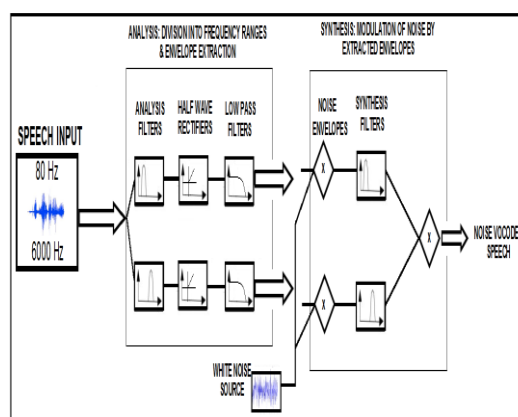 ANALYSIS: DIVISION INTO FREQUENCY RANGES
& ENVELOPE EXTRACTION
SYNTHESIS: MODULATION OF NOISE BY
EXTRACTED ENVELOPES
ANALYSIS
FILTERS
HALF WAVE
RECTIFIERS
LOW PASS
FILTERS
NOISE
ENVELOPES
SYNTHESIS
FILTERS
SPEECH INPUT
80 Hz
6000 Hz
X
X
X
NOISE VOCODE
SPEECH
WHITE NOISE
SOURCE